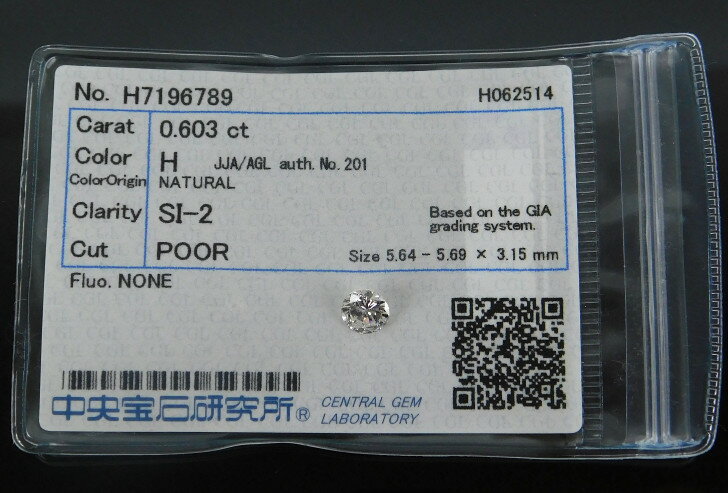 No. H7196789 H062514
Carat 0.603 ct
Color H JJA/AGL auth.No.201
ColorOrigin NATURAL
Clarity SI-2 Based on the GIA
grading system.
Cut POOR Size 5.64 - 5.69 × 3.15 mm
Fluo. NONE
中央宝石研究所® CENTRAL GEM
LABORATORY